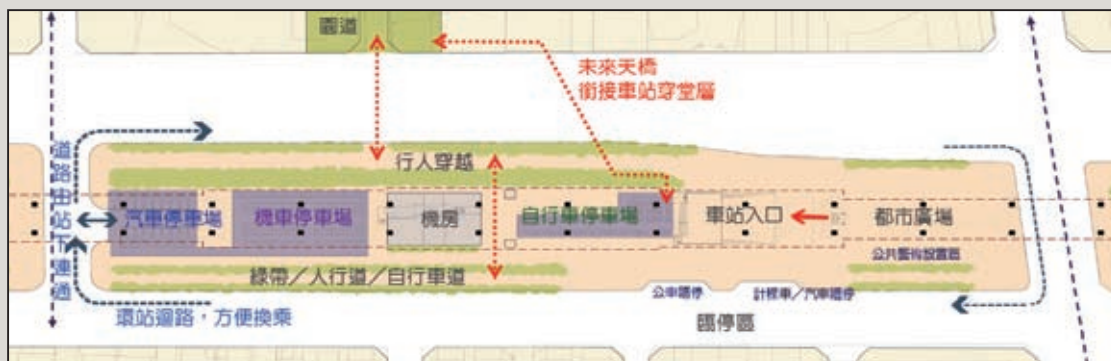 園道
未來天橋
銜接車站穿堂層
行人穿越
道路由站下連通
汽車停車場
機車停車場
機房
自行車停車場
車站入口
都市廣場
公共藝術設置區
綠帶／人行道／自行車道
公車臨停
計程車／汽車臨停
環站迴路，方便換乘
臨停區